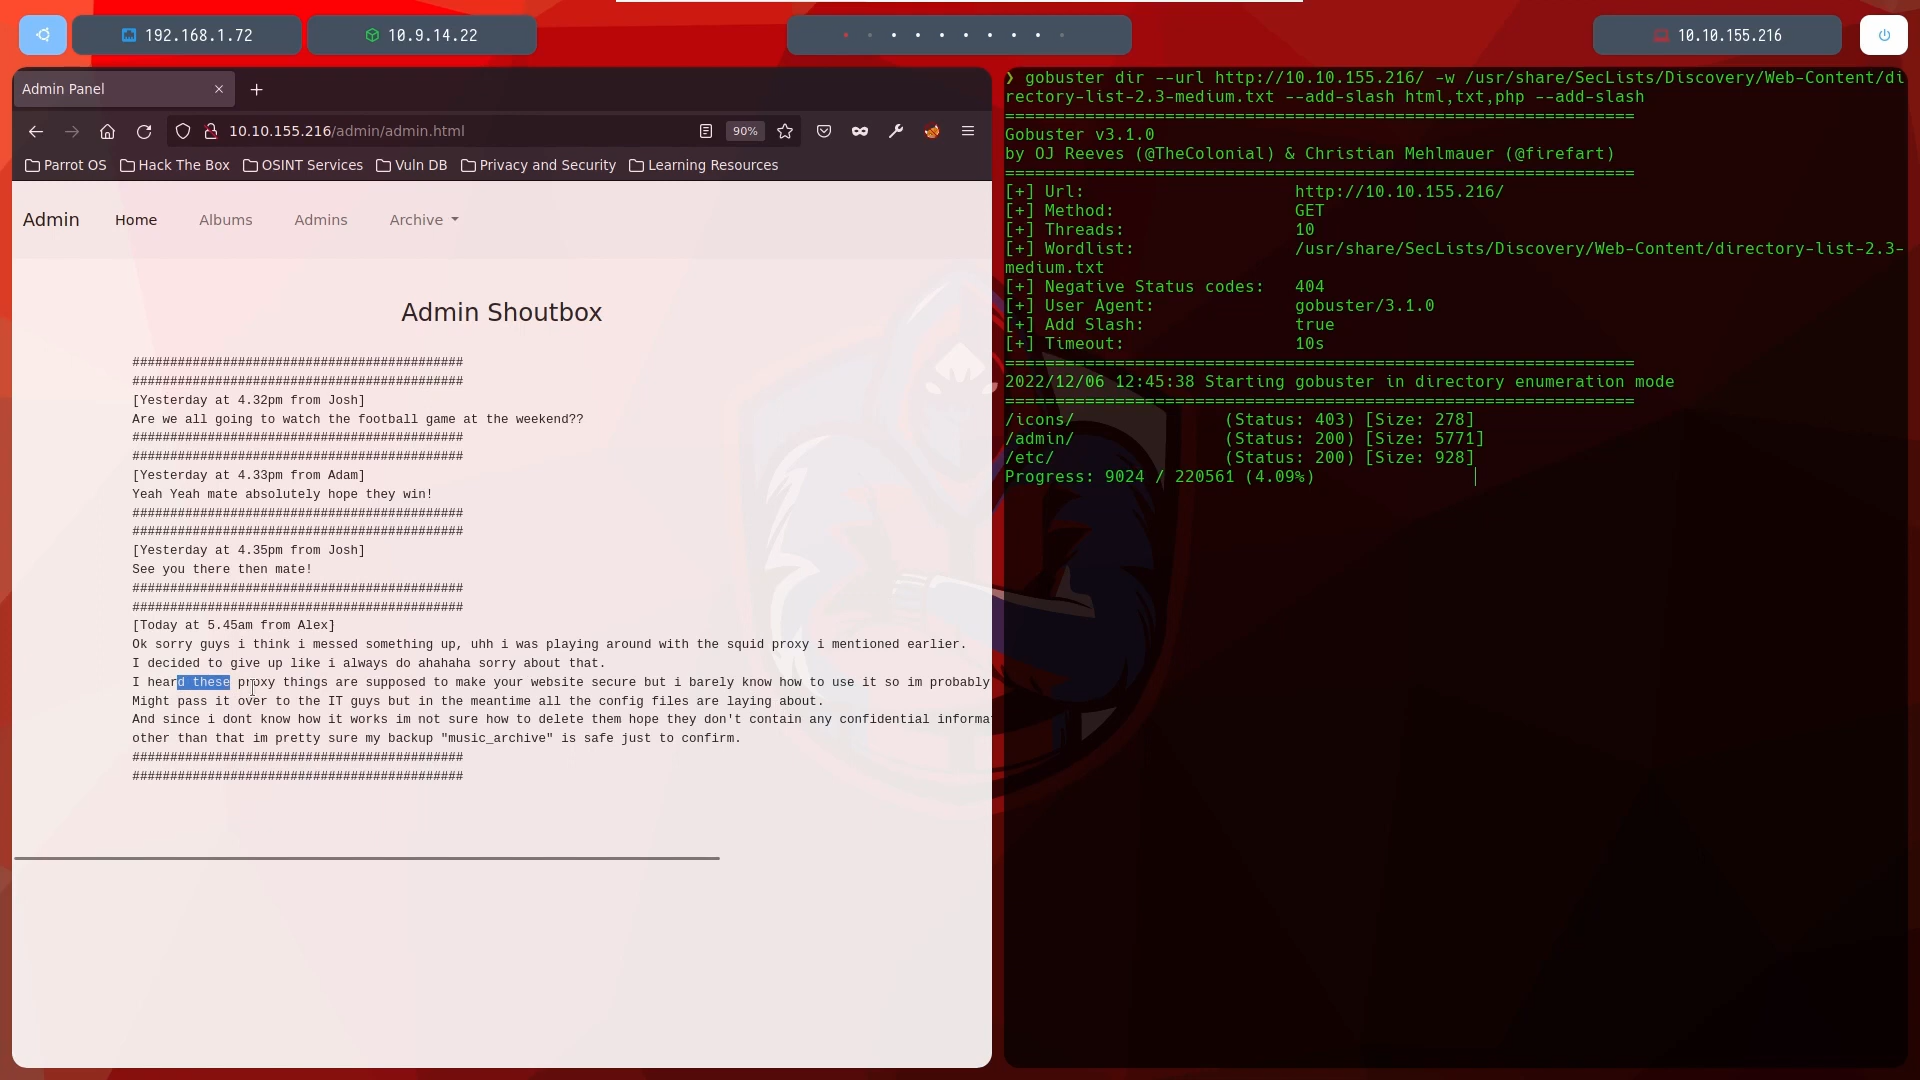 192.168.1.72
10.9.14.22
10.10.155.216
Admin Panel
10.10.155.216/admin/admin.html
90%
Parrot OS
Hack The Box
OSINT Services
Vuln DB
Privacy and Security
Learning Resources
Admin
Home
Albums
Admins
Archive
Admin Shoutbox
############################################
############################################
[Yesterday at 4.32pm from Josh]
Are we all going to watch the football game at the weekend??
############################################
############################################
[Yesterday at 4.33pm from Adam]
Yeah Yeah mate absolutely hope they win!
############################################
############################################
[Yesterday at 4.35pm from Josh]
See you there then mate!
############################################
############################################
[Today at 5.45am from Alex]
Ok sorry guys i think i messed something up, uhh i was playing around with the squid proxy i mentioned earlier.
I decided to give up like i always do ahahaha sorry about that.
I heard these proxy things are supposed to make your website secure but i barely know how to use it so im probably
Might pass it over to the IT guys but in the meantime all the config files are laying about.
And since i dont know how it works im not sure how to delete them hope they don't contain any confidential informa
other than that im pretty sure my backup "music_archive" is safe just to confirm.
############################################
############################################
❯ gobuster dir --url http://10.10.155.216/ -w /usr/share/SecLists/Discovery/Web-Content/di
rectory-list-2.3-medium.txt --add-slash html,txt,php --add-slash
===============================================================
Gobuster v3.1.0
by OJ Reeves (@TheColonial) & Christian Mehlmauer (@firefart)
===============================================================
[+] Url: http://10.10.155.216/
[+] Method: GET
[+] Threads: 10
[+] Wordlist: /usr/share/SecLists/Discovery/Web-Content/directory-list-2.3-
medium.txt
[+] Negative Status codes: 404
[+] User Agent: gobuster/3.1.0
[+] Add Slash: true
[+] Timeout: 10s
===============================================================
2022/12/06 12:45:38 Starting gobuster in directory enumeration mode
===============================================================
/icons/ (Status: 403) [Size: 278]
/admin/ (Status: 200) [Size: 5771]
/etc/ (Status: 200) [Size: 928]
Progress: 9024 / 220561 (4.09%)